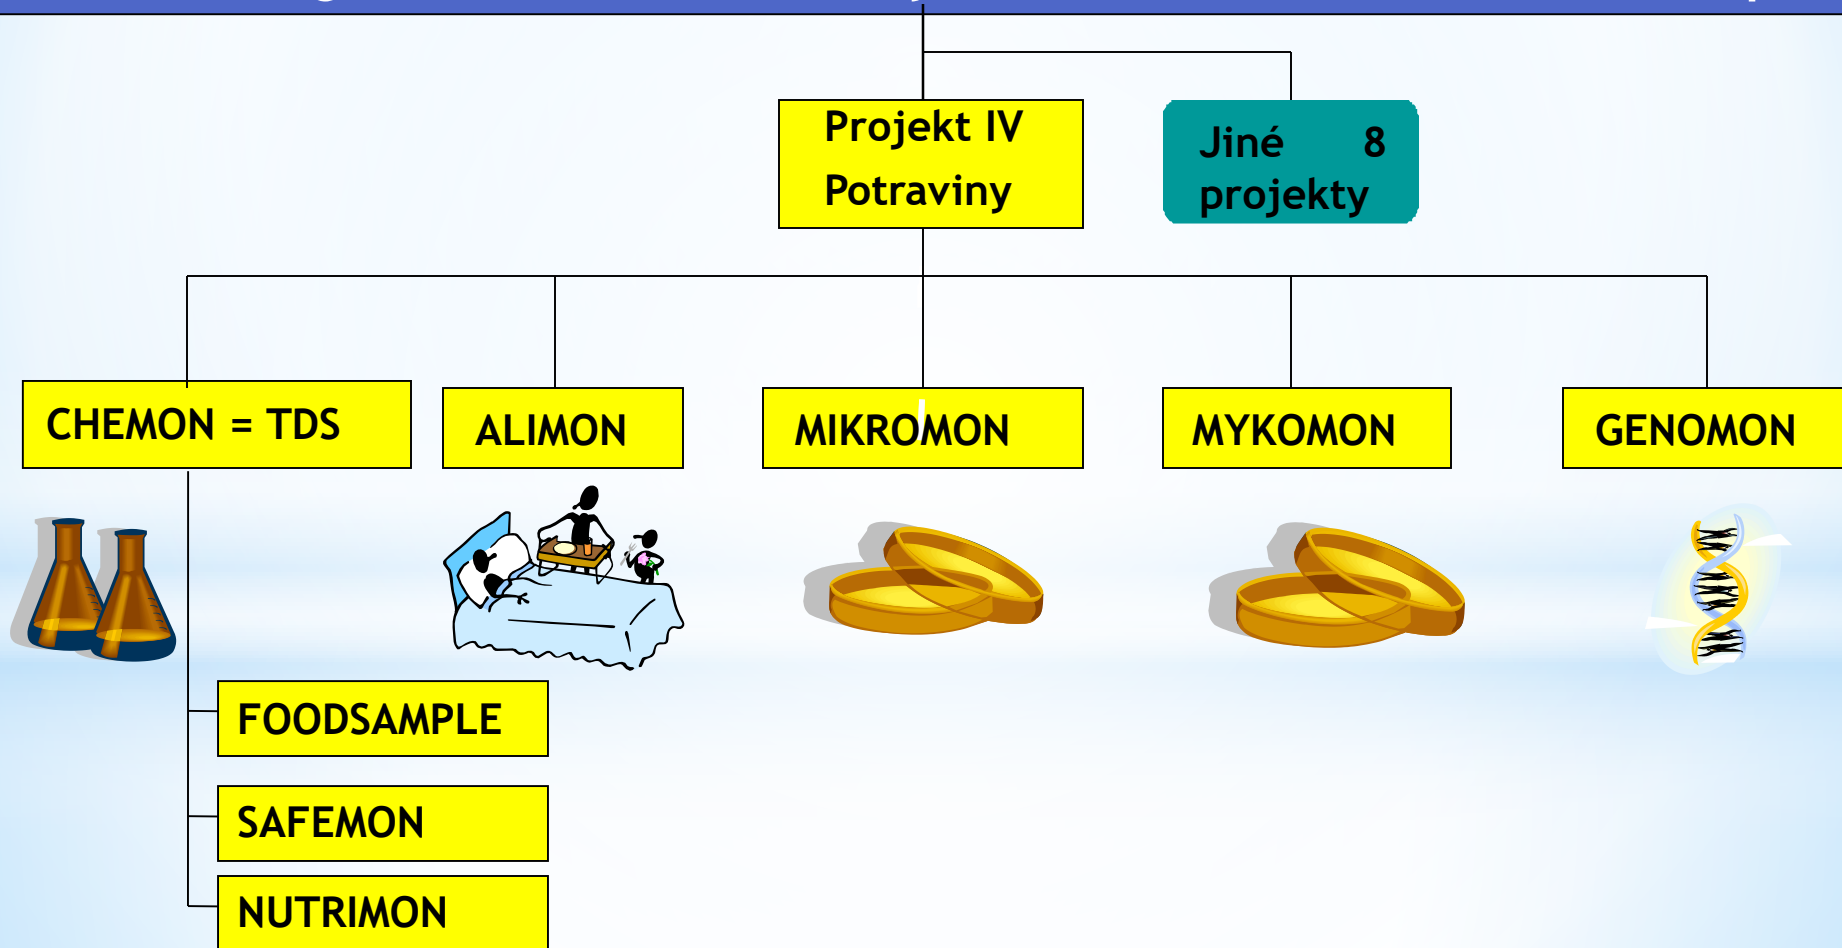 Projekt IV
Potraviny
Jiné 8
projekty
CHEMON = TDS
ALIMON
MIKROMON
MYKOMON
GENOMON
FOODSAMPLE
SAFEMON
NUTRIMON